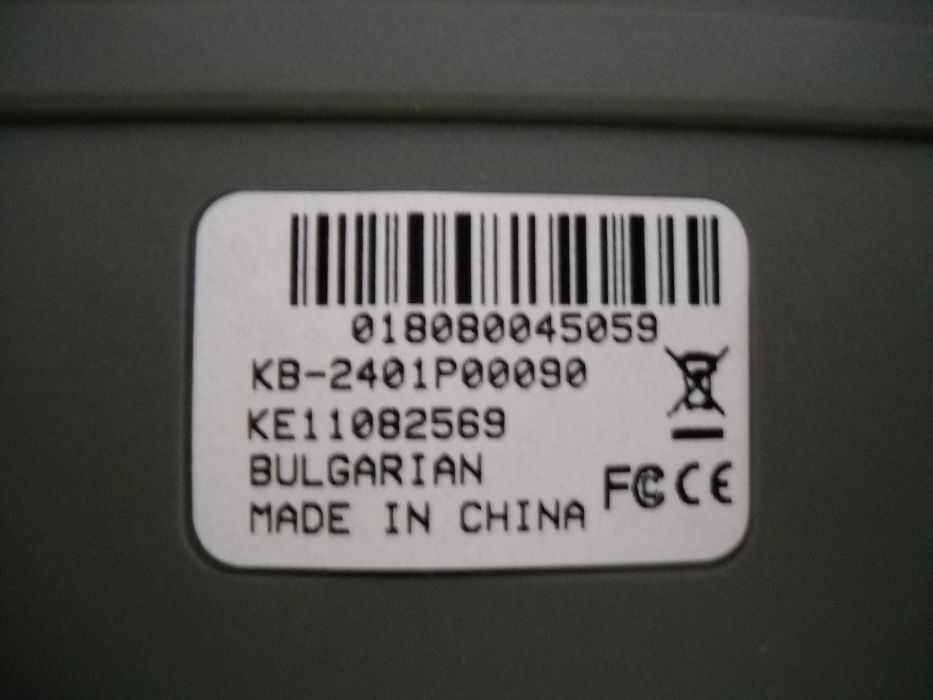 018080045059
KB-2401P00090
KE11082569
BULGARIAN
MADE IN CHINA
FC CE